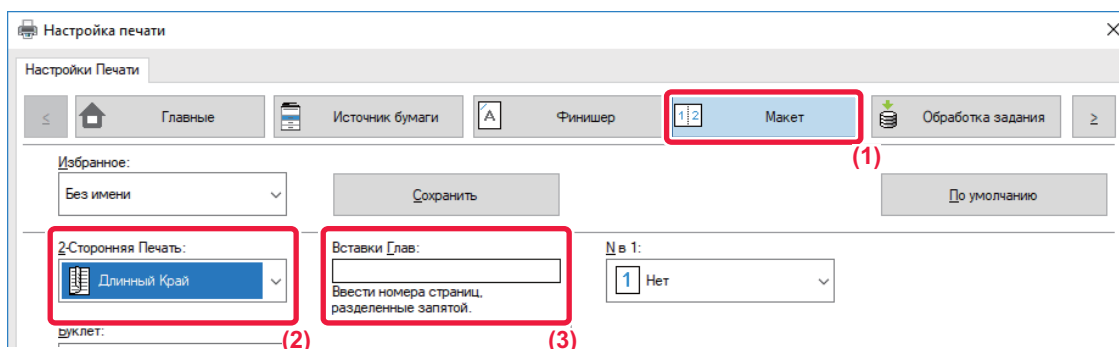 Настройка печати
Настройки Печати
< Главные Источник бумаги A Финишер 1 2 Макет Обработка задания >
(1)
Избранное:
Без имени Сохранить По умолчанию
2-Сторонняя Печать: Вставки Глав: N в 1:
Длинный Край 1 Нет
Ввести номера страниц,
разделенные запятой.
Буклет: (2) (3)